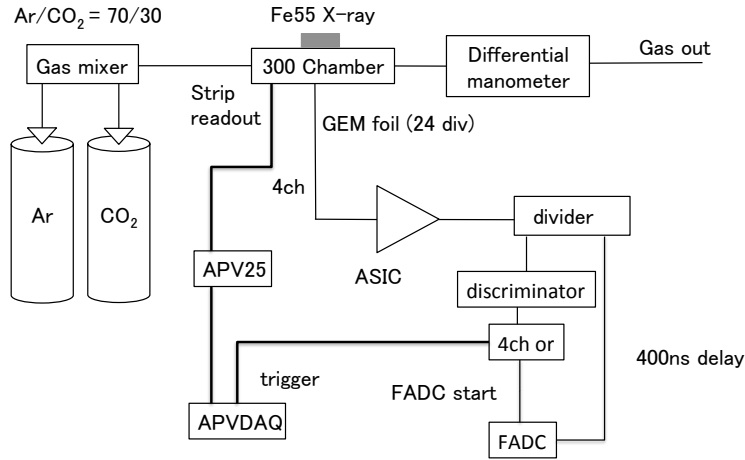 Ar/CO2 = 70/30
Fe55 X-ray
Gas mixer
300 Chamber
Differential
manometer
Gas out
Strip
readout
GEM foil (24 div)
4ch
Ar
CO2
ASIC
divider
APV25
discriminator
4ch or
400ns delay
trigger
FADC start
APVDAQ
FADC